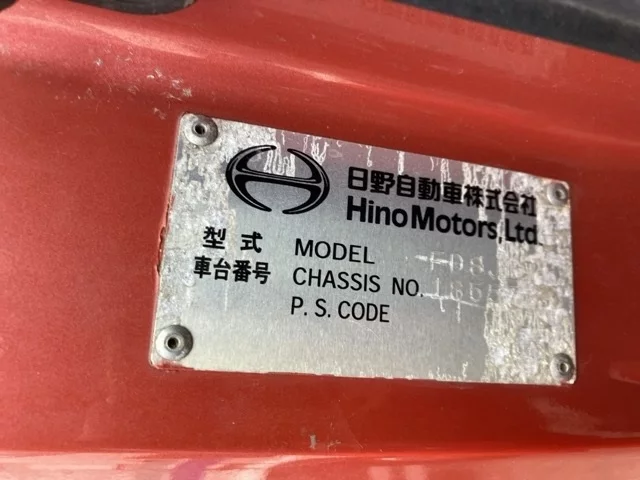 日野自動車株式会社
Hino Motors, Ltd.
型式 MODEL
車台番号 CHASSIS NO.
P. S. CODE